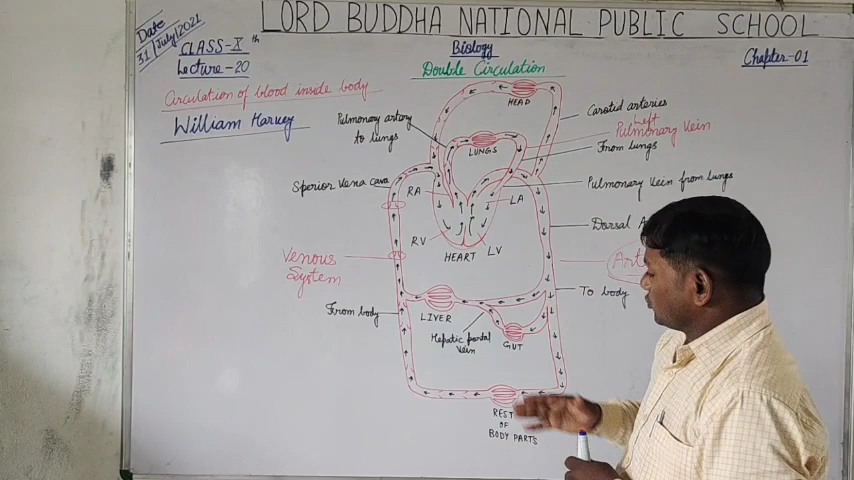 LORD BUDDHA NATIONAL PUBLIC SCHOOL
Date
31/July/2021
CLASS-X th
Lecture-20
Biology
Chapter-01
Double Circulation
Circulation of blood inside body
William Harvey
HEAD
Carotid arteries
Pulmonary artery
to lungs
Left
Pulmonary Vein
From lungs
LUNGS
Sperior Vena cava
RA
LA
Pulmonary vein from lungs
RV
LV
HEART
Dorsal
Venous
System
To body
From body
LIVER
Hepatic portal
vein
GUT
REST
OF
BODY PARTS